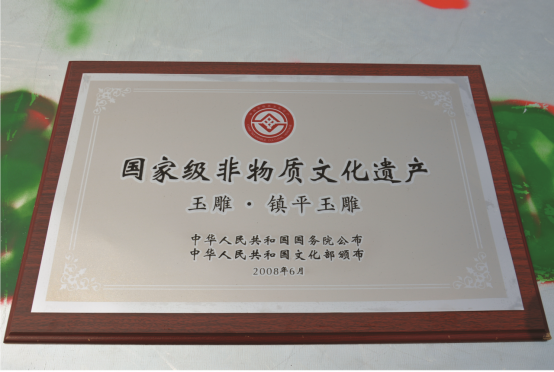 国家级非物质文化遗产
玉雕·镇平玉雕
中华人民共和国国务院公布
中华人民共和国文化部颁布
2008年6月